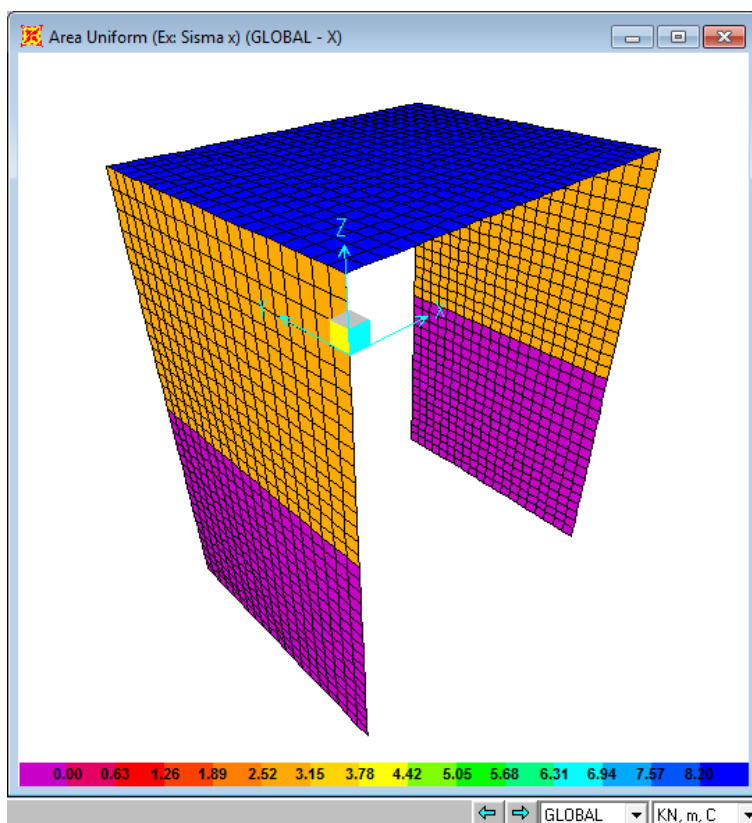 Area Uniform (Ex: Sisma x) (GLOBAL - X)
Z
Y X
0.00 0.63 1.26 1.89 2.52 3.15 3.78 4.42 5.05 5.68 6.31 6.94 7.57 8.20
GLOBAL KN, m, C